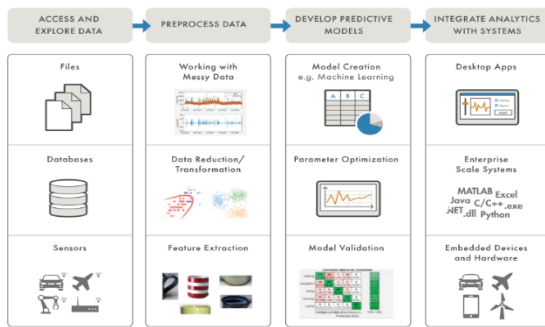 ACCESS AND
EXPLORE DATA
PREPROCESS DATA
DEVELOP PREDICTIVE
MODELS
INTEGRATE ANALYTICS
WITH SYSTEMS
Files
Databases
Sensors
Working with
Messy Data
Data Reduction/
Transformation
Feature Extraction
Model Creation
e.g. Machine Learning
A B C
Parameter Optimization
Model Validation
Desktop Apps
Enterprise
Scale Systems
MATLAB Excel
Java C/C++ .exe
.NET .dll Python
Embedded Devices
and Hardware